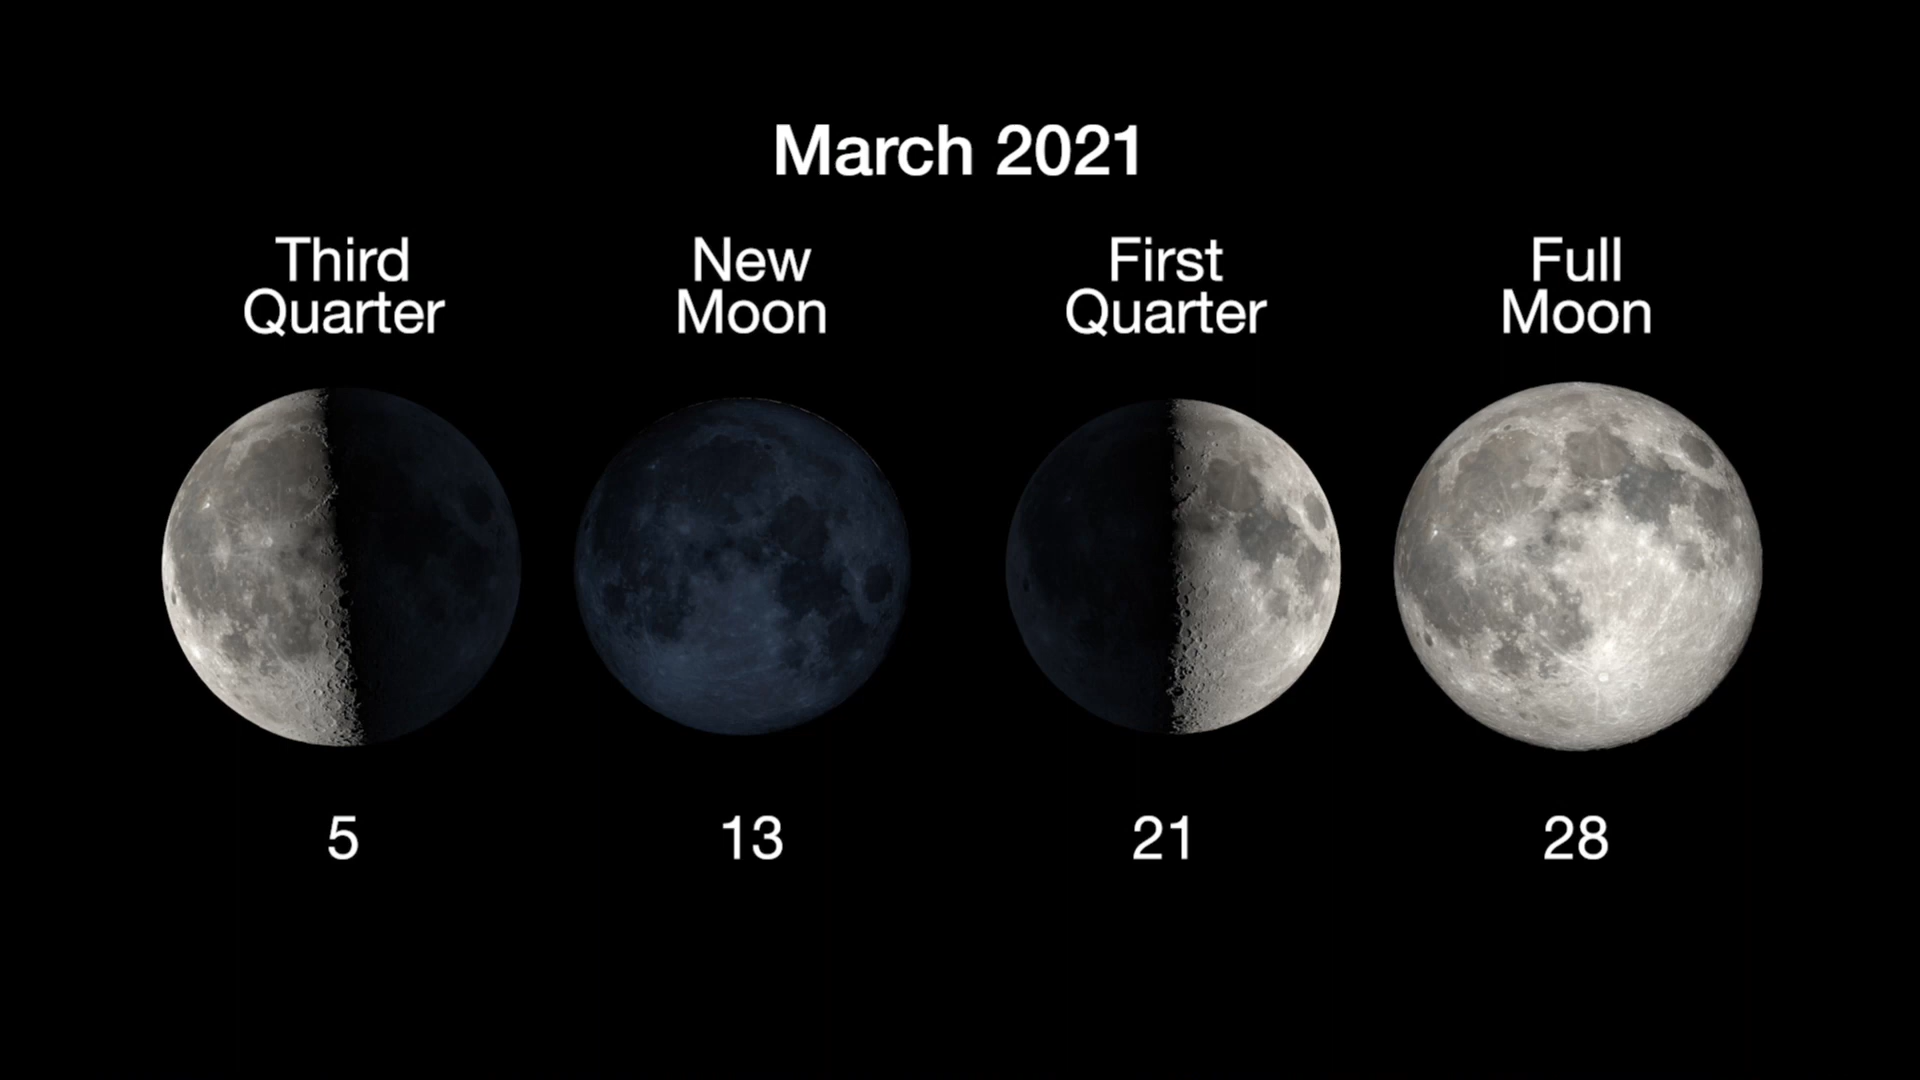 March 2021
Third
Quarter
New
Moon
First
Quarter
Full
Moon
5
13
21
28